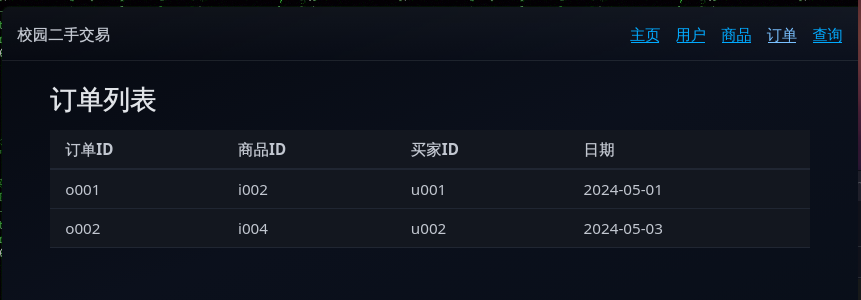 校园二手交易 主页 用户 商品 订单 查询
订单列表
订单ID 商品ID 买家ID 日期
o001 i002 u001 2024-05-01
o002 i004 u002 2024-05-03